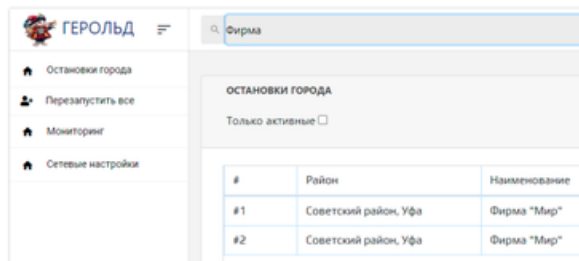 ГЕРОЛЬД
Фирма
Остановки города
Перезапустить все
Мониторинг
Сетевые настройки
ОСТАНОВКИ ГОРОДА
Только активные
# Район Наименование
#1 Советский район, Уфа Фирма "Мир"
#2 Советский район, Уфа Фирма "Мир"